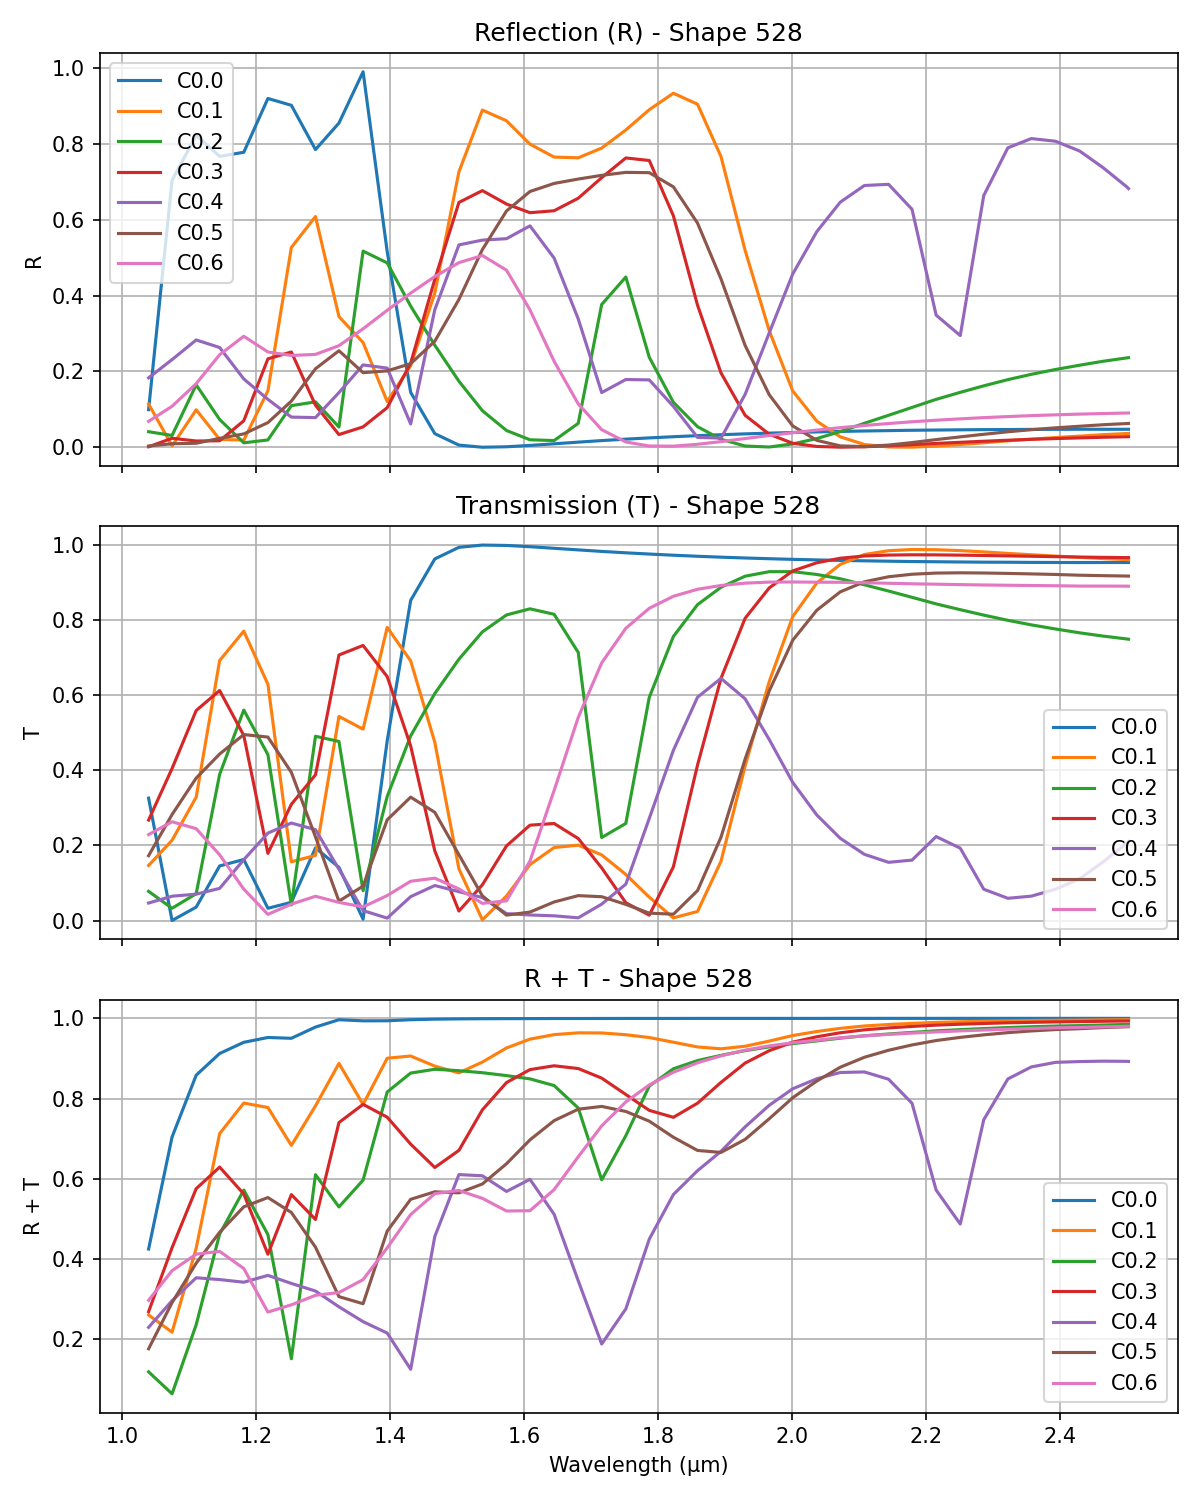 Reflection (R) - Shape 528
1.0
0.8
0.6
0.4
0.2
0.0
R
C0.0
C0.1
C0.2
C0.3
C0.4
C0.5
C0.6
Transmission (T) - Shape 528
1.0
0.8
0.6
0.4
0.2
0.0
T
C0.0
C0.1
C0.2
C0.3
C0.4
C0.5
C0.6
R + T - Shape 528
1.0
0.8
0.6
0.4
0.2
R + T
C0.0
C0.1
C0.2
C0.3
C0.4
C0.5
C0.6
1.0 1.2 1.4 1.6 1.8 2.0 2.2 2.4
Wavelength (μm)